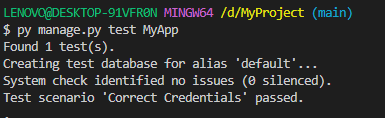 LENOVO@DESKTOP-91VFR0N MINGW64 /d/MyProject (main)
$ py manage.py test MyApp
Found 1 test(s).
Creating test database for alias 'default'...
System check identified no issues (0 silenced).
Test scenario 'Correct Credentials' passed.